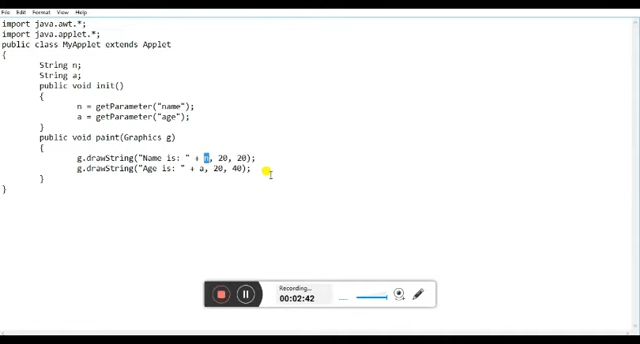 File Edit Format View Help
import java.awt.*;
import java.applet.*;
public class MyApplet extends Applet
{
String n;
String a;
public void init()
{
n = getParameter("name");
a = getParameter("age");
}
public void paint(Graphics g)
{
g.drawString("Name is: " + n, 20, 20);
g.drawString("Age is: " + a, 20, 40);
}
}
Recording...
00:02:42